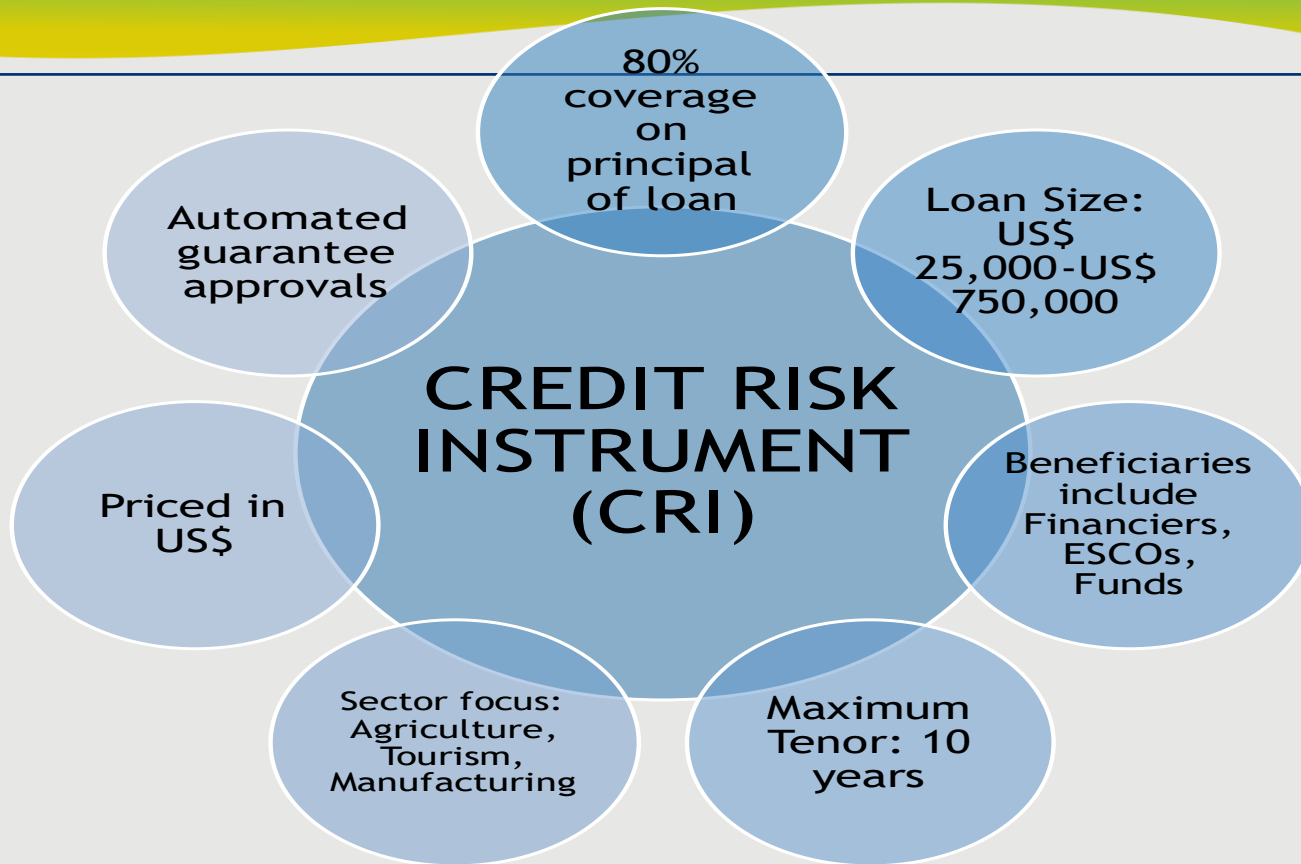 80%
coverage
on
principal
of loan
Loan Size:
US$
25,000-US$
750,000
Beneficiaries
include
Financiers,
ESCOs,
Funds
Maximum
Tenor: 10
years
Sector focus:
Agriculture,
Tourism,
Manufacturing
Priced in
US$
Automated
guarantee
approvals
CREDIT RISK
INSTRUMENT
(CRI)